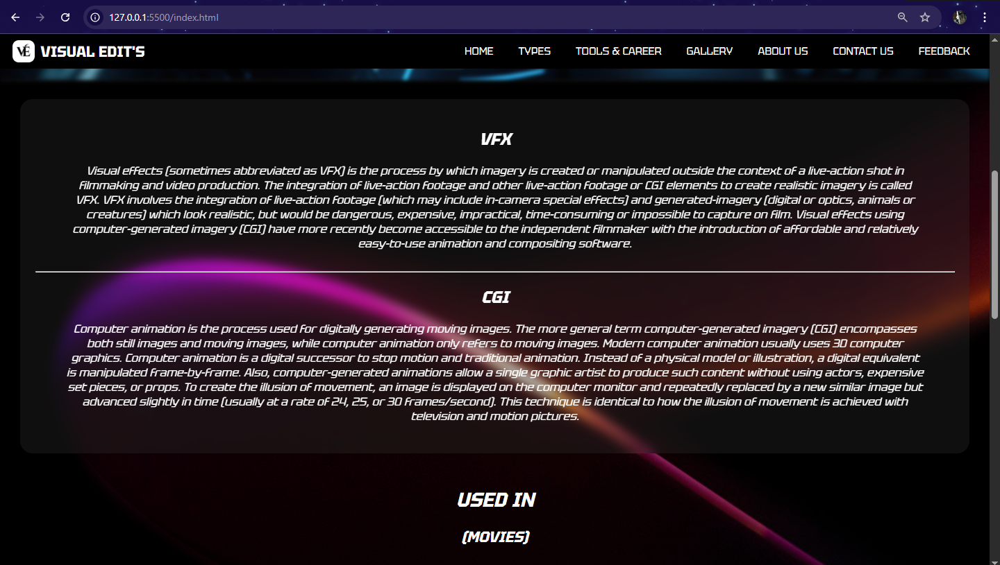 127.0.0.1:5500/index.html
VE VISUAL EDIT'S
HOME TYPES TOOLS & CAREER GALLERY ABOUT US CONTACT US FEEDBACK
VFX
Visual effects (sometimes abbreviated as VFX) is the process by which imagery is created or manipulated outside the context of a live-action shot in
filmmaking and video production. The integration of live-action footage and other live-action footage or CGI elements to create realistic imagery is called
VFX. VFX involves the integration of live-action footage (which may include in-camera special effects) and generated-imagery (digital or optics, animals or
creatures) which look realistic, but would be dangerous, expensive, impractical, time-consuming or impossible to capture on film. Visual effects using
computer-generated imagery (CGI) have more recently become accessible to the independent filmmaker with the introduction of affordable and relatively
easy-to-use animation and compositing software.
CGI
Computer animation is the process used for digitally generating moving images. The more general term computer-generated imagery (CGI) encompasses
both still images and moving images, while computer animation only refers to moving images. Modern computer animation usually uses 3D computer
graphics. Computer animation is a digital successor to stop motion and traditional animation. Instead of a physical model or illustration, a digital equivalent
is manipulated frame-by-frame. Also, computer-generated animations allow a single graphic artist to produce such content without using actors, expensive
set pieces, or props. To create the illusion of movement, an image is displayed on the computer monitor and repeatedly replaced by a new similar image but
advanced slightly in time (usually at a rate of 24, 25, or 30 frames/second). This technique is identical to how the illusion of movement is achieved with
television and motion pictures.
USED IN
(MOVIES)